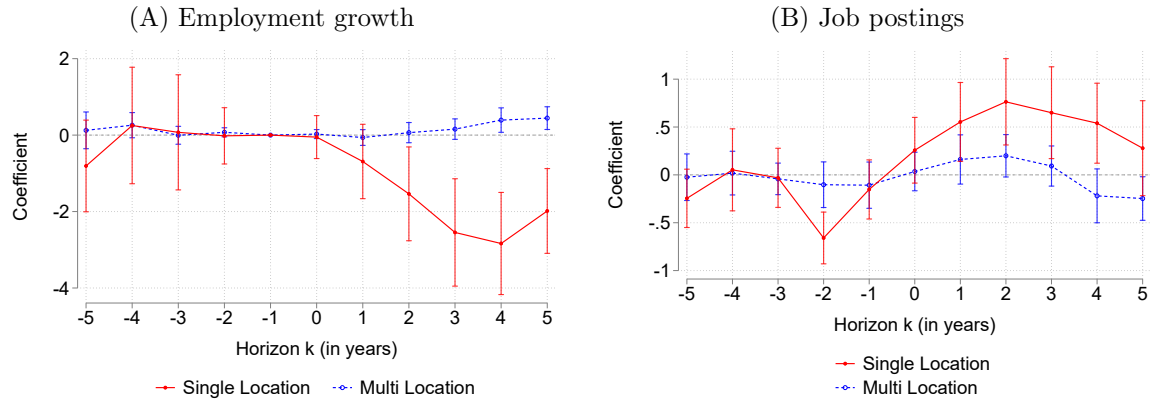 (A) Employment growth
2
0
-2
-4
Coefficient
-5 -4 -3 -2 -1 0 1 2 3 4 5
Horizon k (in years)
Single Location Multi Location
(B) Job postings
1
.5
0
-.5
-1
Coefficient
-5 -4 -3 -2 -1 0 1 2 3 4 5
Horizon k (in years)
Single Location
Multi Location